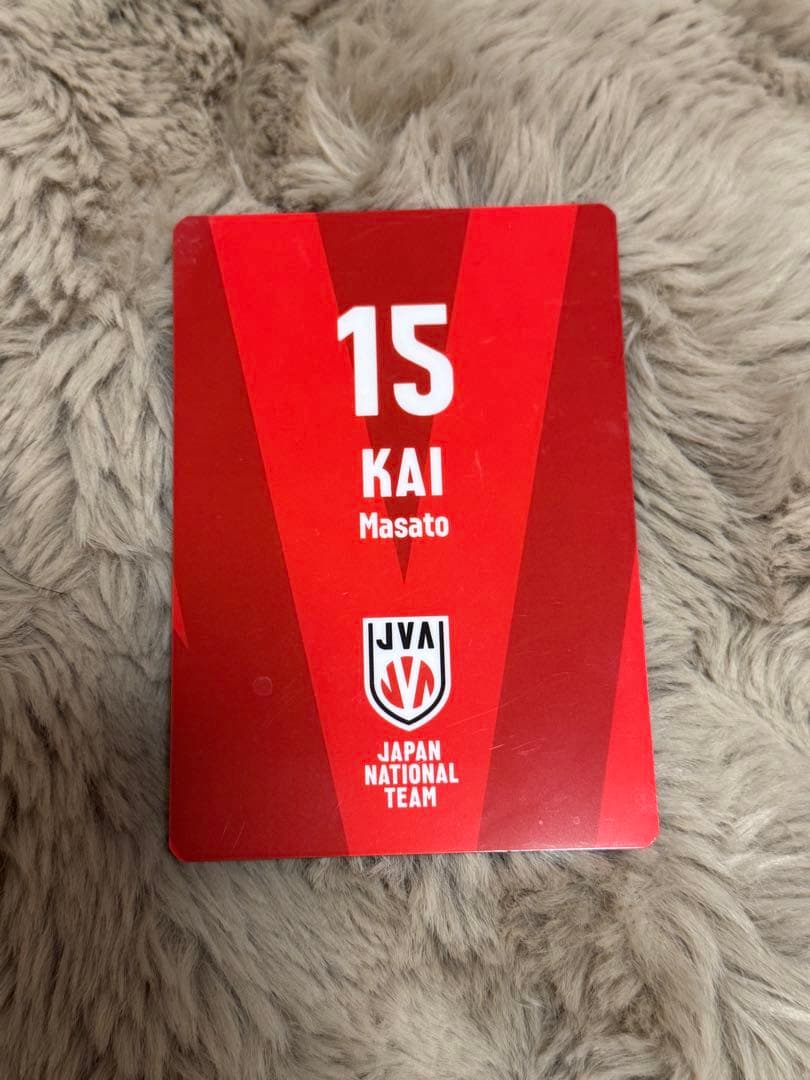 15
KAI
Masato
JVA
JAPAN
NATIONAL
TEAM